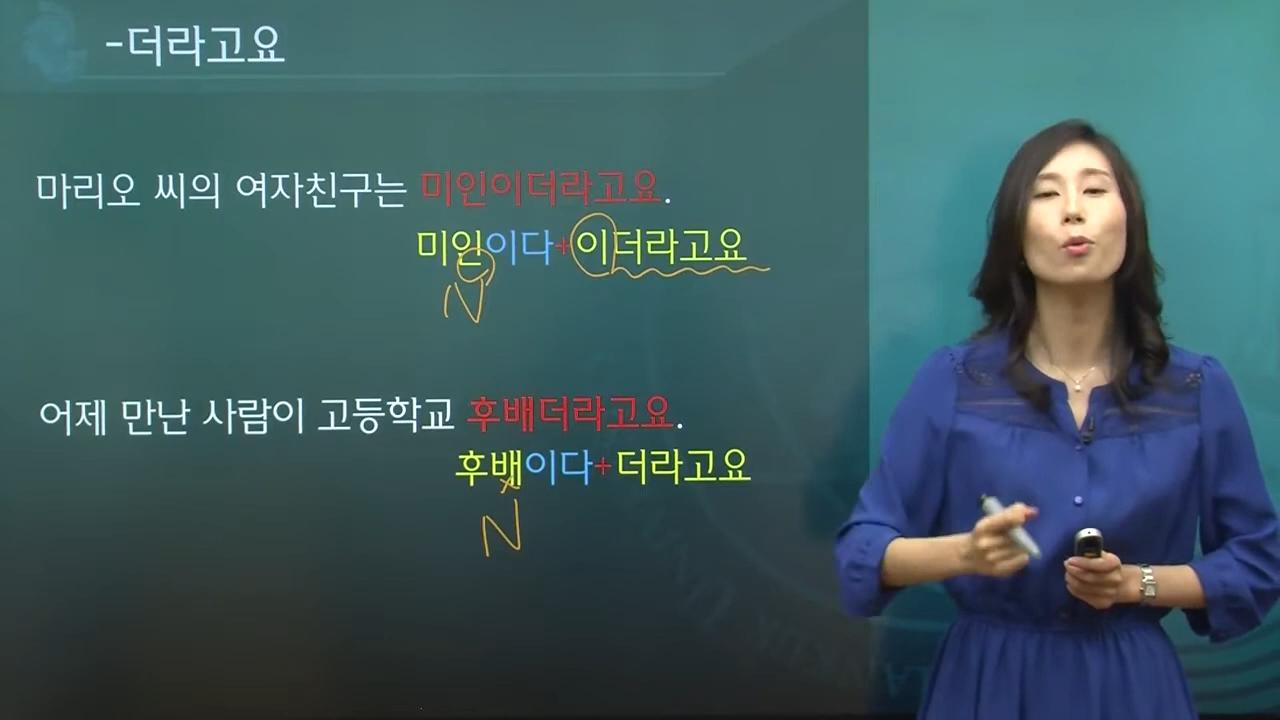 -더라고요
마리오 씨의 여자친구는 미인이더라고요.
미인이다+이더라고요
N
어제 만난 사람이 고등학교 후배더라고요.
후배이다+더라고요
x
N